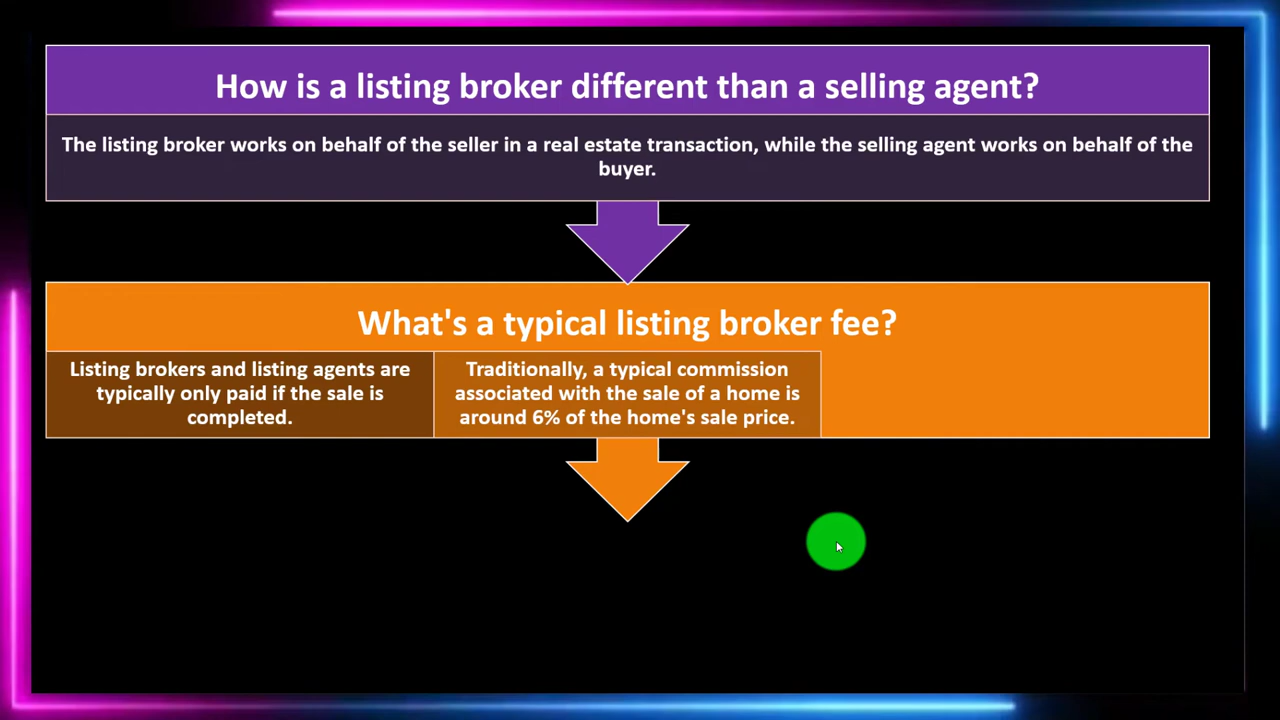 How is a listing broker different than a selling agent?
The listing broker works on behalf of the seller in a real estate transaction, while the selling agent works on behalf of the
buyer.
What's a typical listing broker fee?
Listing brokers and listing agents are
typically only paid if the sale is
completed.
Traditionally, a typical commission
associated with the sale of a home is
around 6% of the home's sale price.